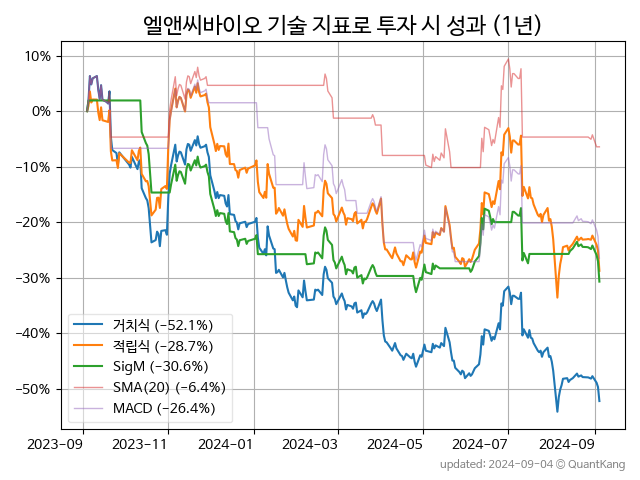 엘앤씨바이오 기술 지표로 투자 시 성과 (1년)
10%
0%
−10%
−20%
−30%
−40%
−50%
거치식 (−52.1%)
적립식 (−28.7%)
SigM (−30.6%)
SMA(20) (−6.4%)
MACD (−26.4%)
2023-09 2023-11 2024-01 2024-03 2024-05 2024-07 2024-09
updated: 2024-09-04 © QuantKang